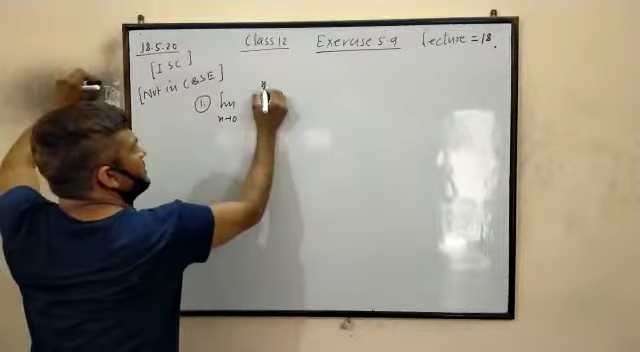 18.5.20 Class 12 Exercise 5.9 Lecture = 18.
[ISC]
[Not in CBSE]
1. lim
x→0